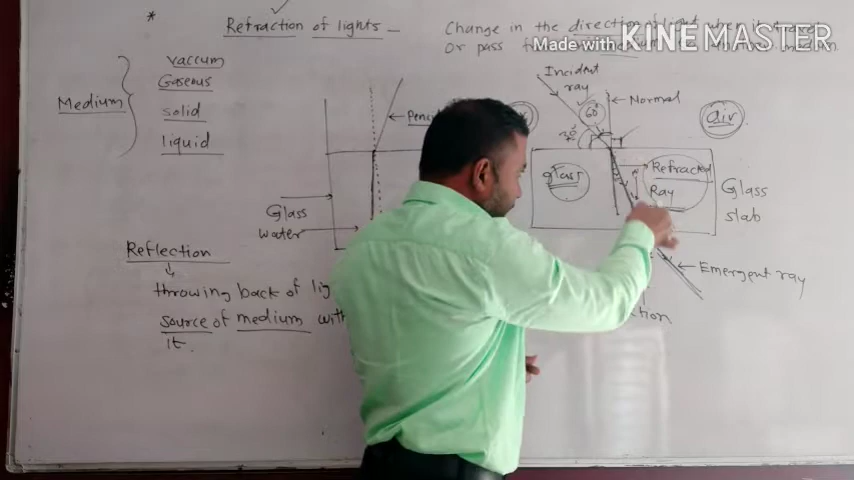 * Refraction of lights –
Change in the direction of light when it
Or pass
Made with KINEMASTER
Medium
vaccum
Gaseous
solid
liquid
Glass
water
Incident
ray
Normal
air
60°
glass
Refracted
Ray
Glass
slab
Emergent ray
Reflection
throwing back of lig
source of medium with
it.